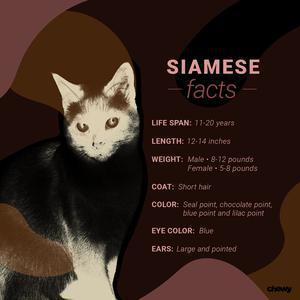 SIAMESE
facts
LIFE SPAN: 11-20 years
LENGTH: 12-14 inches
WEIGHT: Male • 8-12 pounds
Female • 5-8 pounds
COAT: Short hair
COLOR: Seal point, chocolate point,
blue point and lilac point
EYE COLOR: Blue
EARS: Large and pointed
chewy